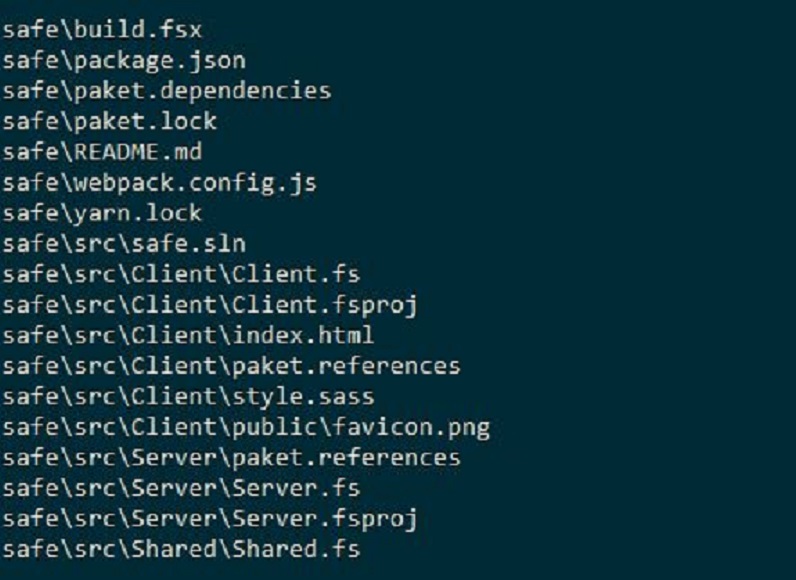 safe\build.fsx
safe\package.json
safe\paket.dependencies
safe\paket.lock
safe\README.md
safe\webpack.config.js
safe\yarn.lock
safe\src\safe.sln
safe\src\Client\Client.fs
safe\src\Client\Client.fsproj
safe\src\Client\index.html
safe\src\Client\paket.references
safe\src\Client\style.sass
safe\src\Client\public\favicon.png
safe\src\Server\paket.references
safe\src\Server\Server.fs
safe\src\Server\Server.fsproj
safe\src\Shared\Shared.fs